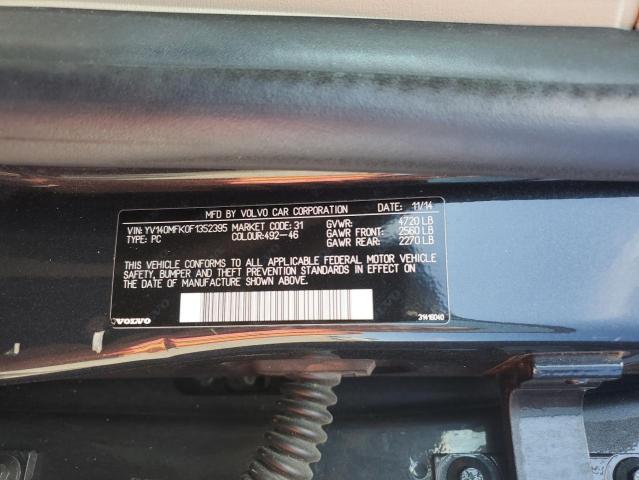 MFD BY VOLVO CAR CORPORATION DATE: 11/14
VIN: YV140MFK0F1352395 MARKET CODE: 31 GVWR: 4720 LB
TYPE: PC COLOUR:492-46 GAWR FRONT: 2560 LB
GAWR REAR: 2270 LB
THIS VEHICLE CONFORMS TO ALL APPLICABLE FEDERAL MOTOR VEHICLE
SAFETY, BUMPER AND THEFT PREVENTION STANDARDS IN EFFECT ON
THE DATE OF MANUFACTURE SHOWN ABOVE.
VOLVO 31416040